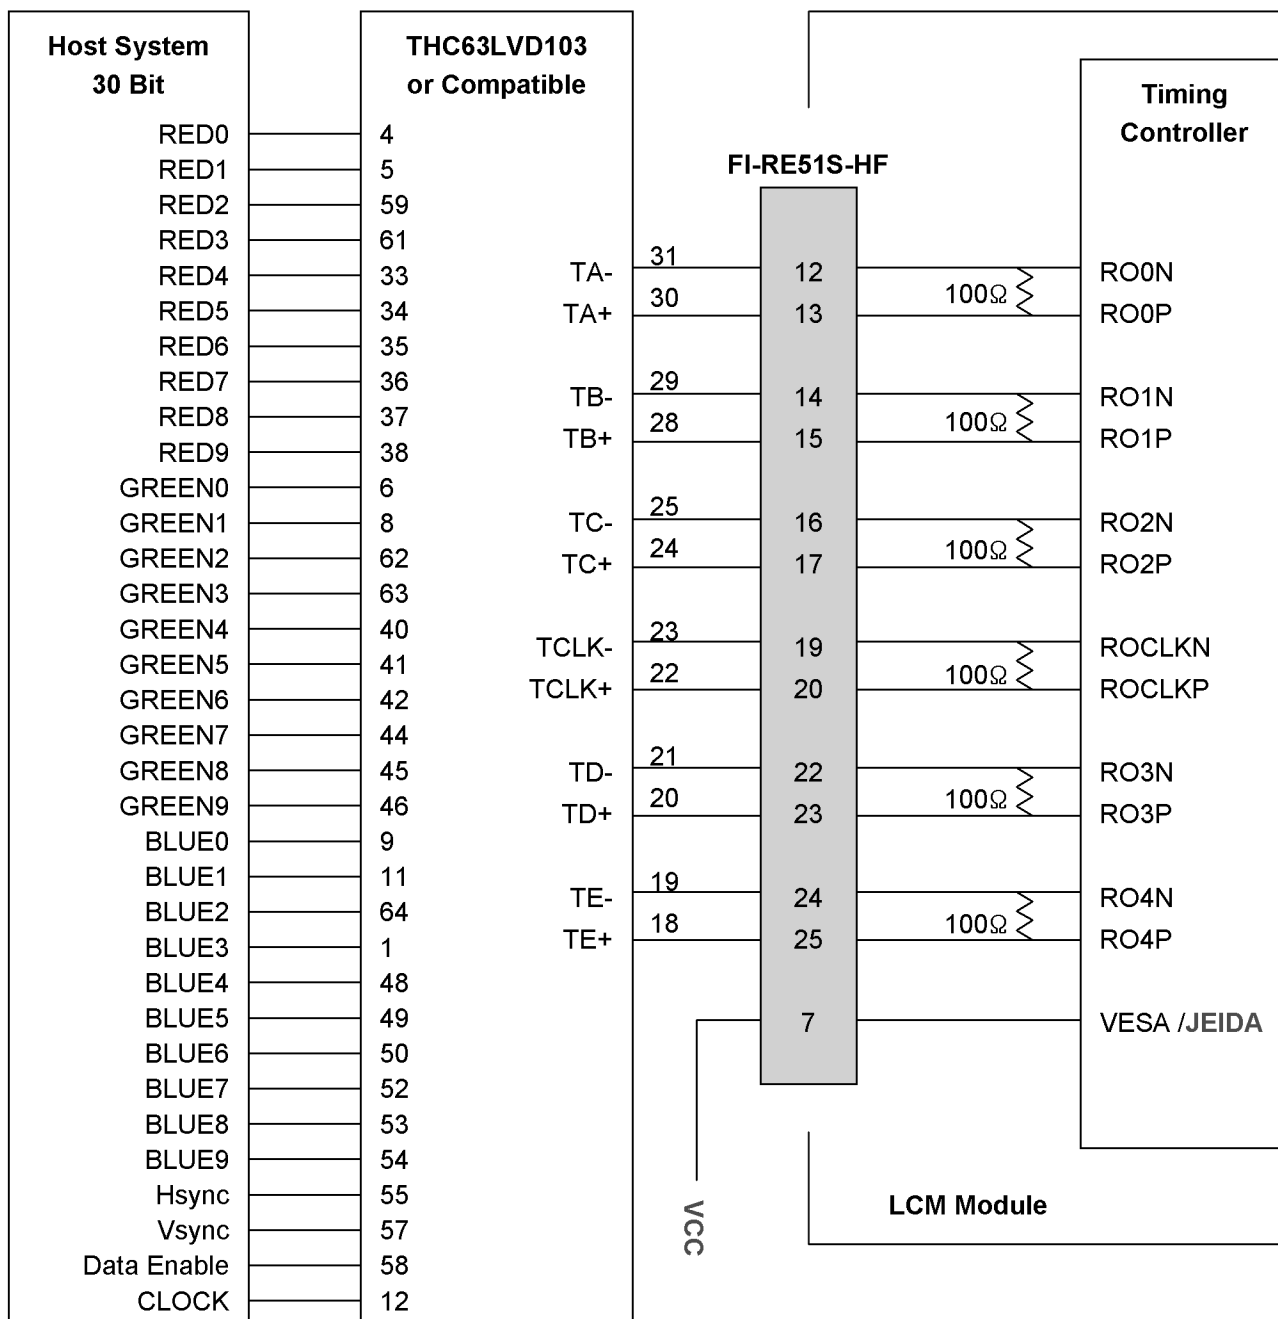 Host System
30 Bit
THC63LVD103
or Compatible
Timing
Controller
FI-RE51S-HF
RED0 4
RED1 5
RED2 59
RED3 61
RED4 33
RED5 34
RED6 35
RED7 36
RED8 37
RED9 38
GREEN0 6
GREEN1 8
GREEN2 62
GREEN3 63
GREEN4 40
GREEN5 41
GREEN6 42
GREEN7 44
GREEN8 45
GREEN9 46
BLUE0 9
BLUE1 11
BLUE2 64
BLUE3 1
BLUE4 48
BLUE5 49
BLUE6 50
BLUE7 52
BLUE8 53
BLUE9 54
Hsync 55
Vsync 57
Data Enable 58
CLOCK 12
TA- 31 12 RO0N
100Ω
TA+ 30 13 RO0P
TB- 29 14 RO1N
100Ω
TB+ 28 15 RO1P
TC- 25 16 RO2N
100Ω
TC+ 24 17 RO2P
TCLK- 23 19 ROCLKN
100Ω
TCLK+ 22 20 ROCLKP
TD- 21 22 RO3N
100Ω
TD+ 20 23 RO3P
TE- 19 24 RO4N
100Ω
TE+ 18 25 RO4P
7 VESA /JEIDA
VCC
LCM Module